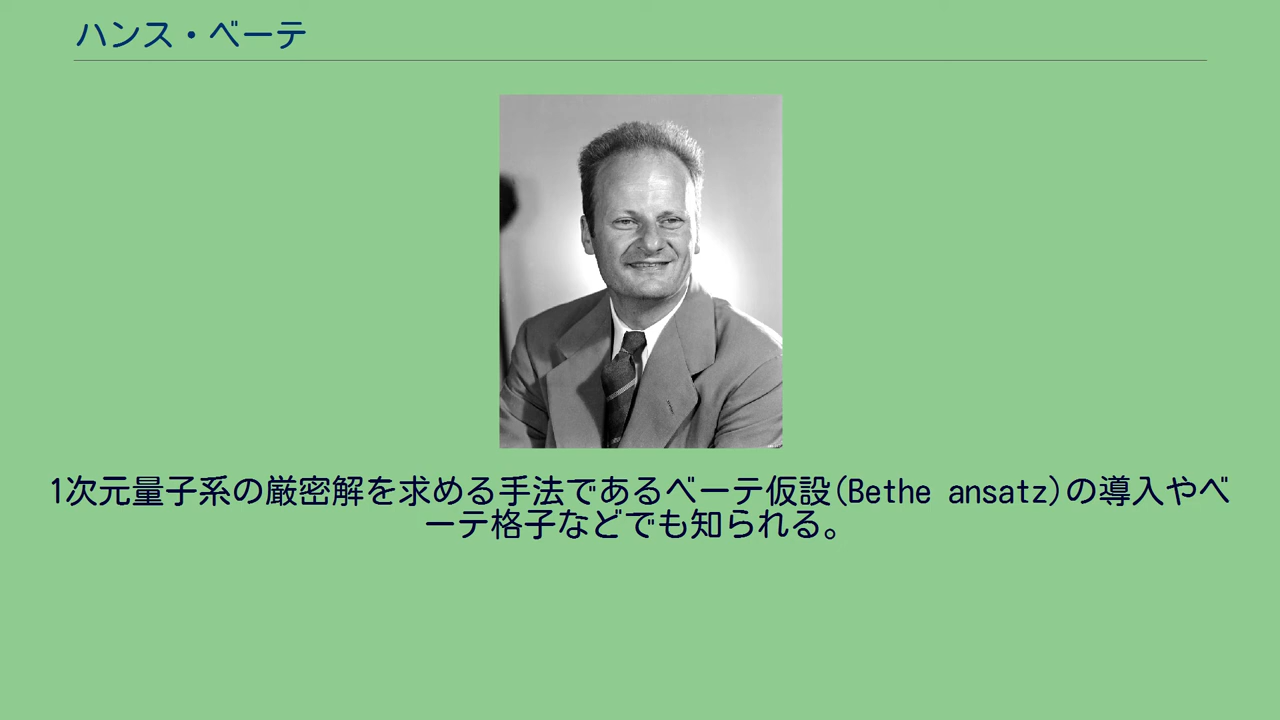 ハンス・ベーテ
1次元量子系の厳密解を求める手法であるベーテ仮設(Bethe ansatz)の導入やベ
ーテ格子などでも知られる。